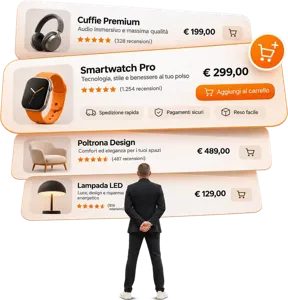 Cuffie Premium
Audio immersivo e massima qualità
(328 recensioni)
€ 199,00
Smartwatch Pro
Tecnologia, stile e benessere al tuo polso
(1.254 recensioni)
€ 299,00
Aggiungi al carrello
Spedizione rapida
Pagamenti sicuri
Reso facile
Poltrona Design
Comfort ed eleganza per i tuoi spazi
(487 recensioni)
€ 489,00
Lampada LED
Luce, design e risparmio
energetico
€ 129,00